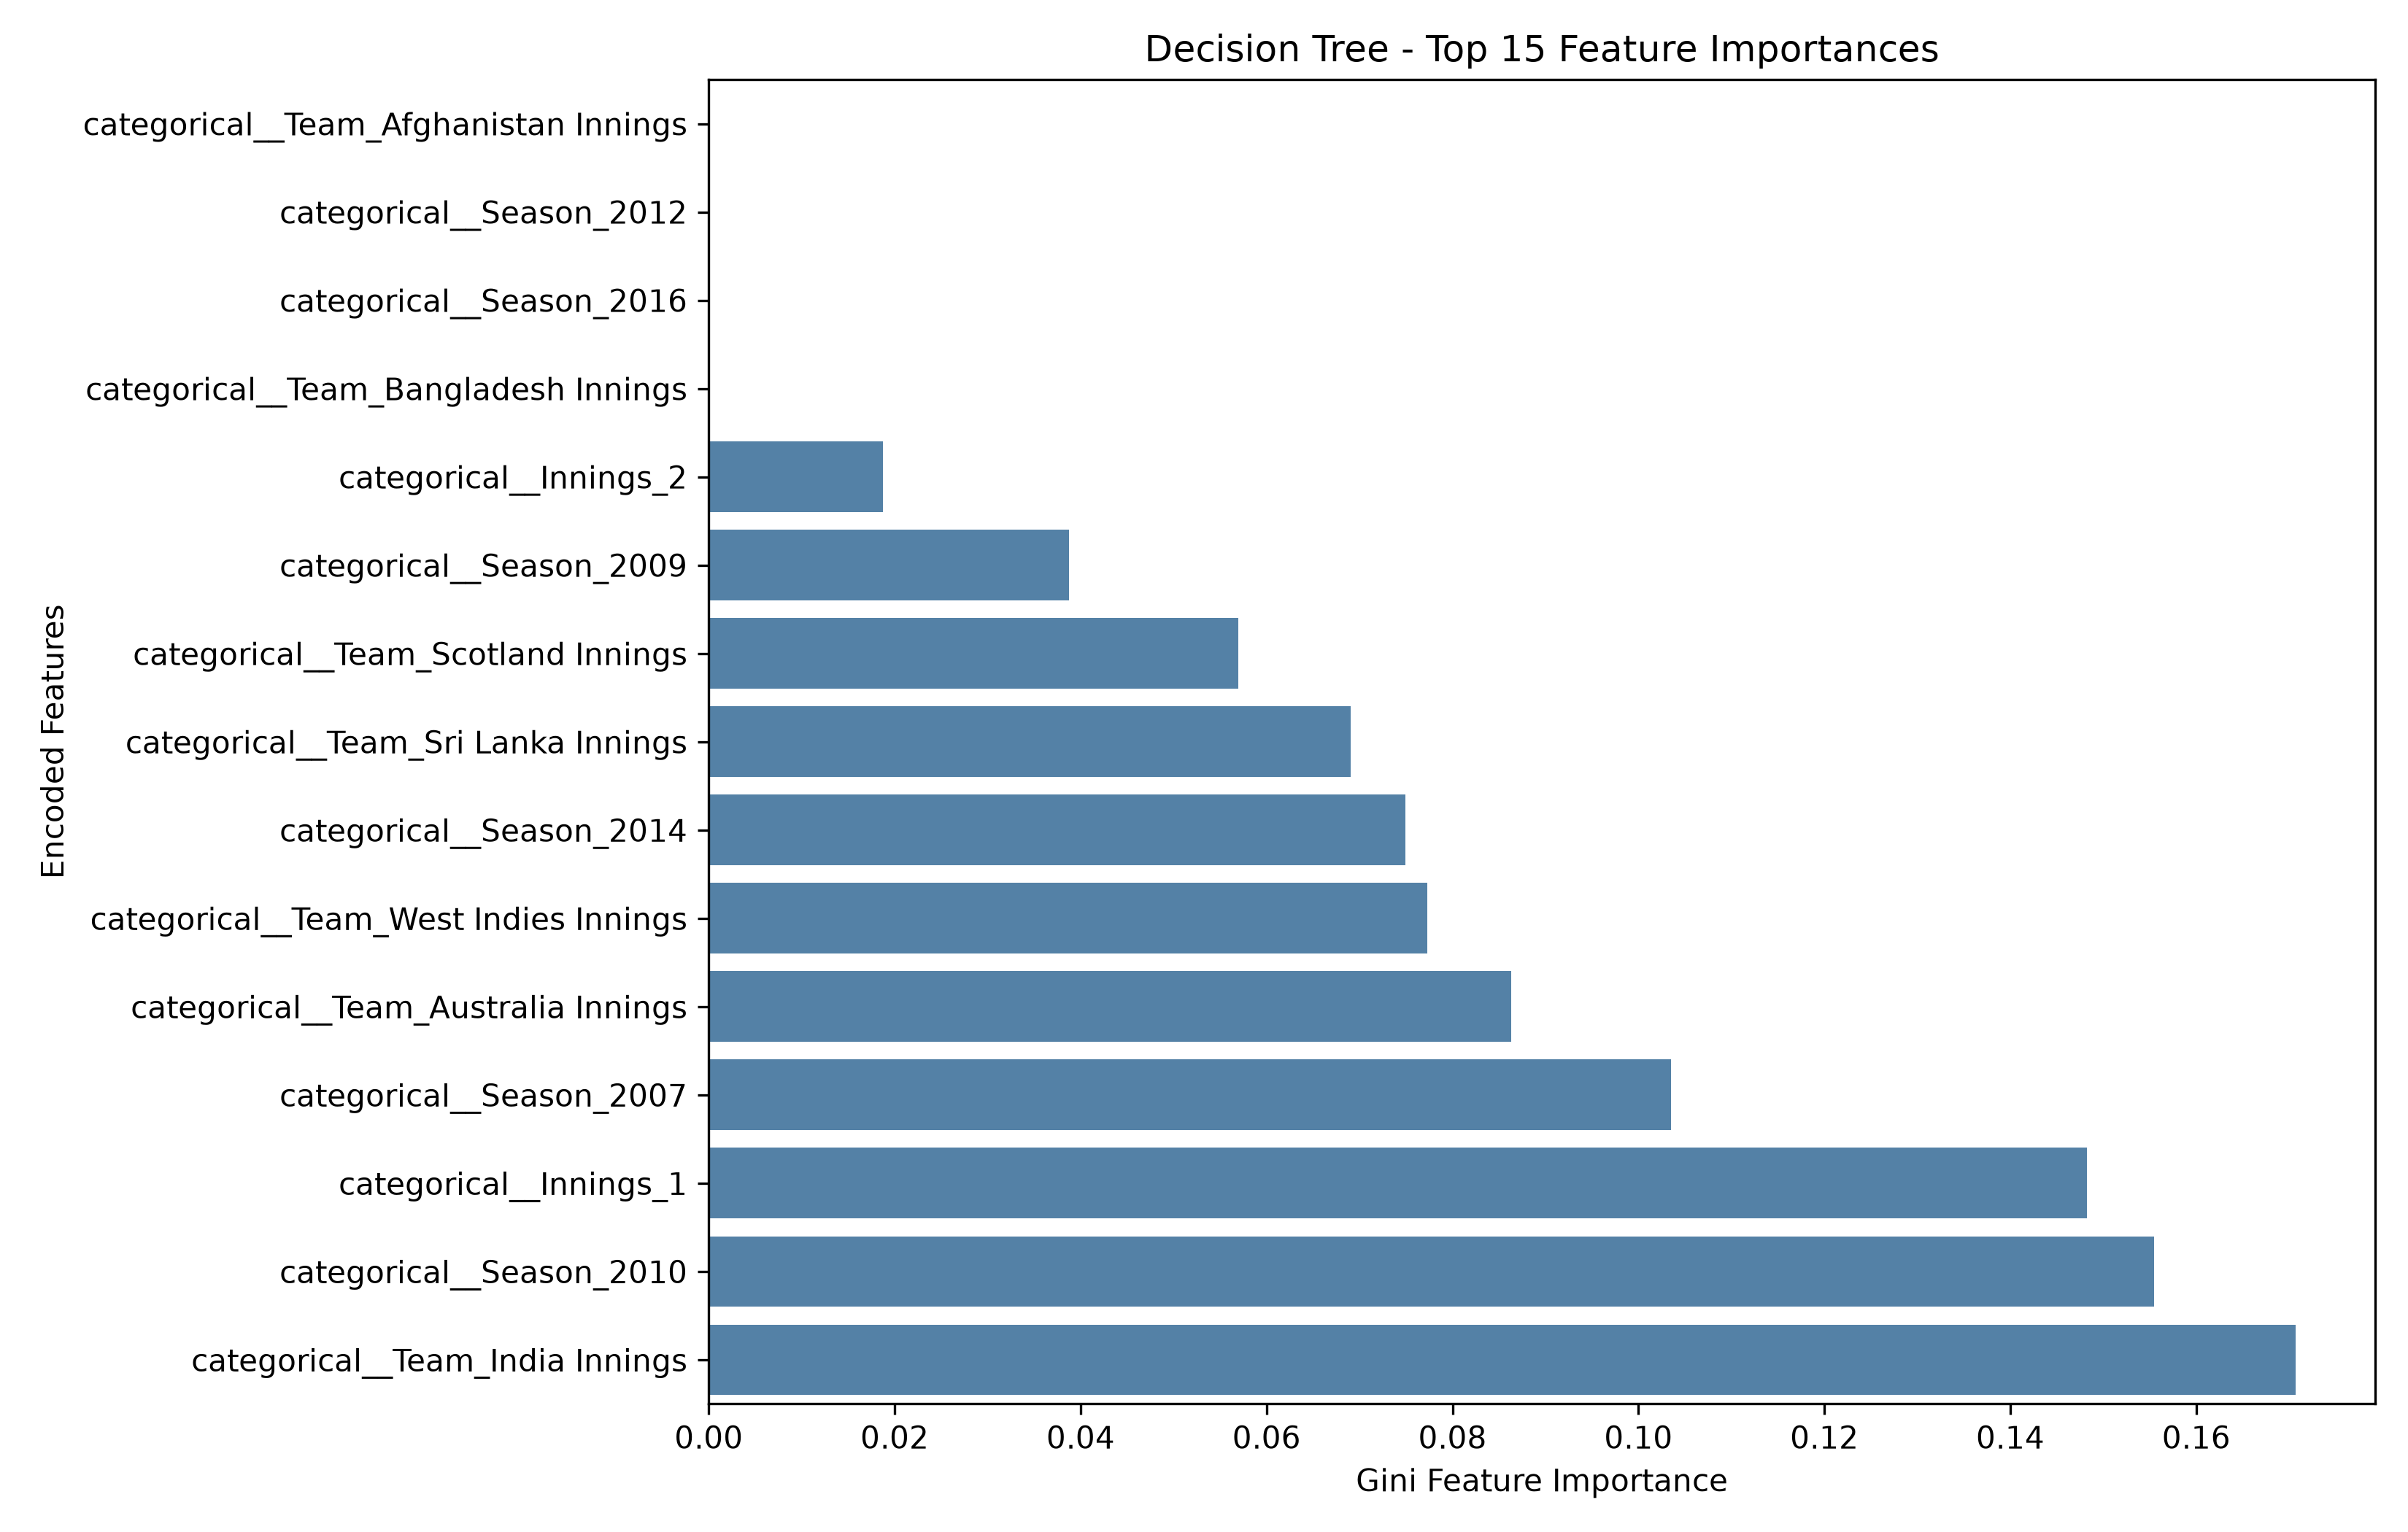 Decision Tree - Top 15 Feature Importances
categorical__Team_Afghanistan Innings
categorical__Season_2012
categorical__Season_2016
categorical__Team_Bangladesh Innings
categorical__Innings_2
categorical__Season_2009
categorical__Team_Scotland Innings
categorical__Team_Sri Lanka Innings
categorical__Season_2014
categorical__Team_West Indies Innings
categorical__Team_Australia Innings
categorical__Season_2007
categorical__Innings_1
categorical__Season_2010
categorical__Team_India Innings
Encoded Features
0.00 0.02 0.04 0.06 0.08 0.10 0.12 0.14 0.16
Gini Feature Importance